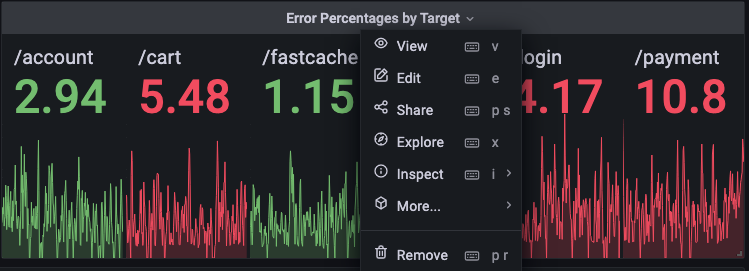 Error Percentages by Target
/account
/cart
/fastcache
login
/payment
2.94
5.48
1.15
4.17
10.8
View v
Edit e
Share p s
Explore x
Inspect i
More...
Remove p r